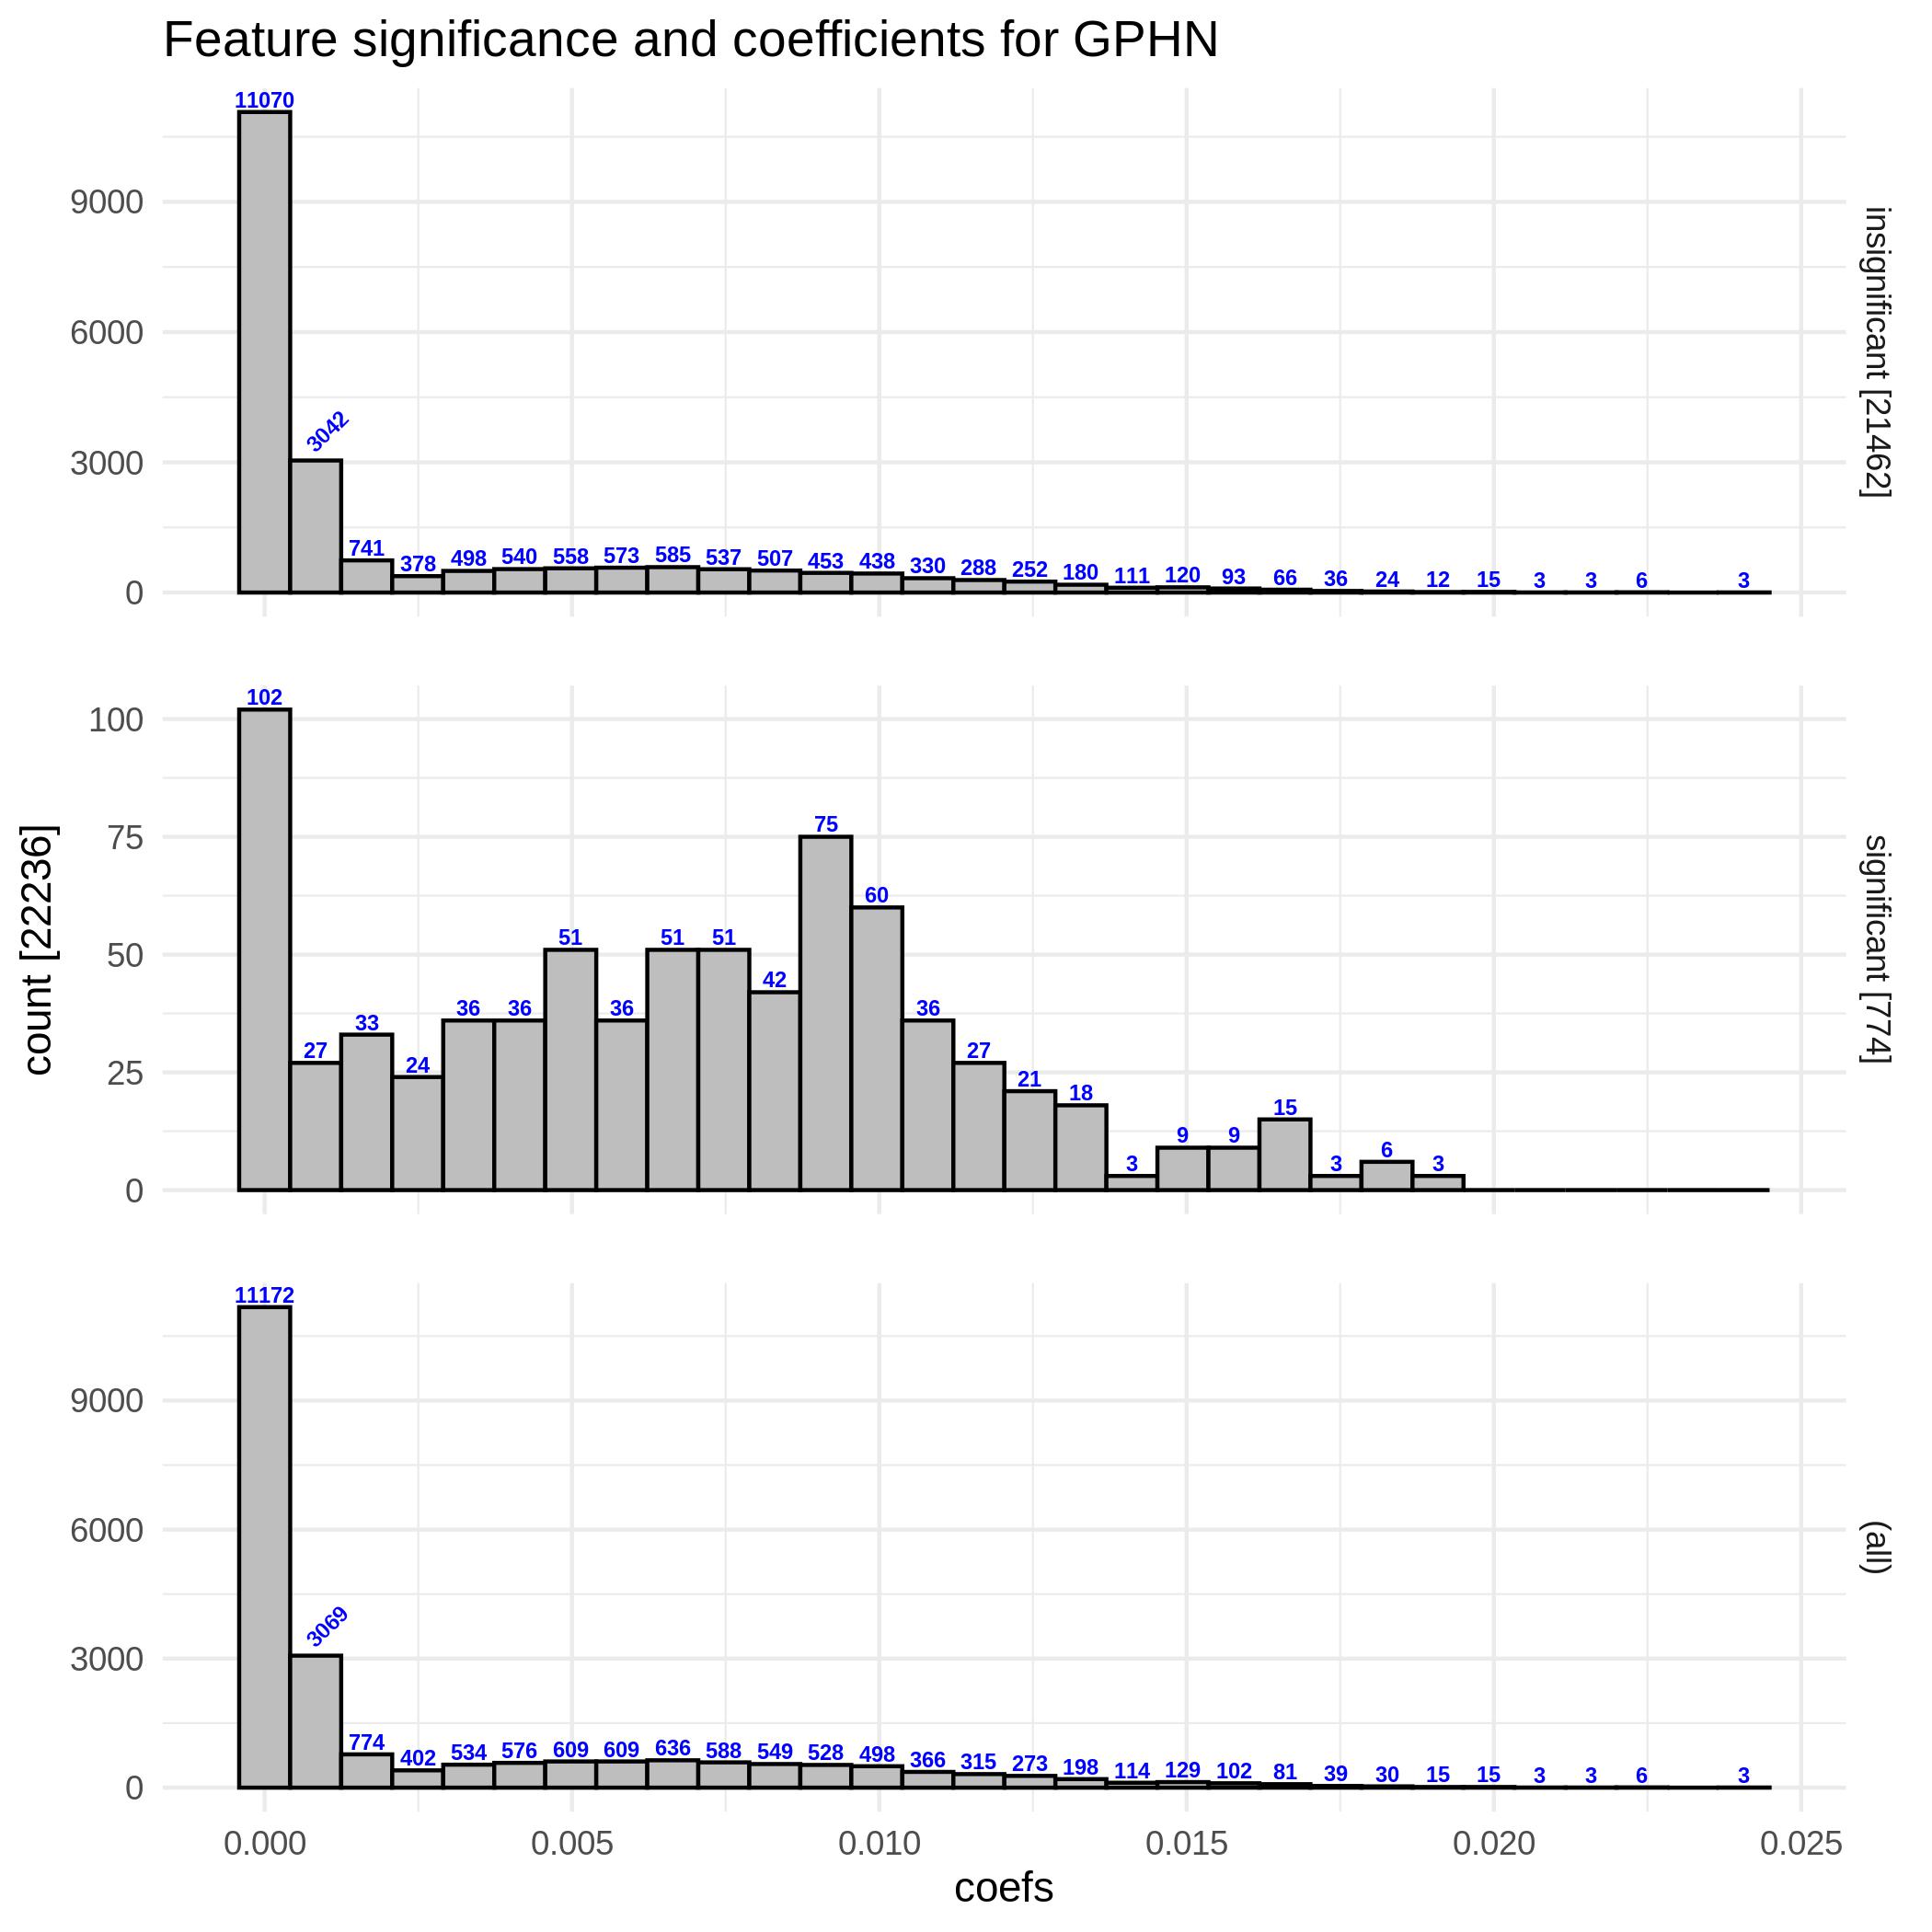 Feature significance and coefficients for GPHN
11070
3042
741 378 498 540 558 573 585 537 507 453 438 330 288 252 180 111 120 93 66 36 24 12 15 3 3 6 3
9000
6000
3000
0
insignificant [21462]
102
27 33 24 36 36 51 36 51 51 42 75 60 36 27 21 18 3 9 9 15 3 6 3
100
75
50
25
0
significant [774]
count [22236]
11172
3069
774 402 534 576 609 609 636 588 549 528 498 366 315 273 198 114 129 102 81 39 30 15 15 3 3 6 3
9000
6000
3000
0
(all)
0.000 0.005 0.010 0.015 0.020 0.025
coefs